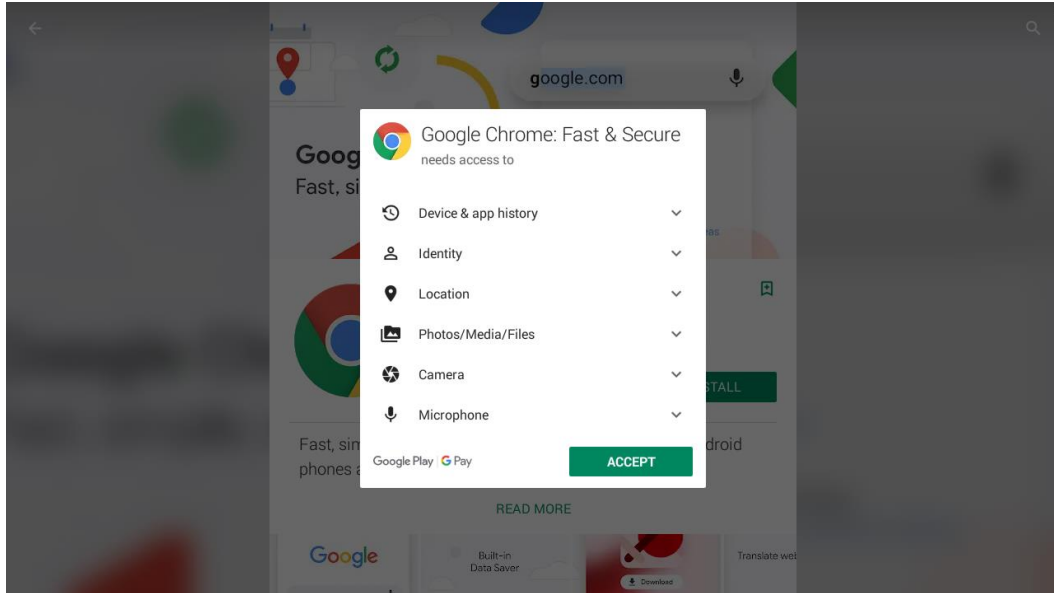 google.com
Goog
Fast, si
Google Chrome: Fast & Secure
needs access to
Device & app history
Identity
Location
Photos/Media/Files
Camera
Microphone
Google Play G Pay
ACCEPT
eas
STALL
Fast, sim
droid
phones a
READ MORE
Google
Built-in
Data Saver
Download
Translate wel